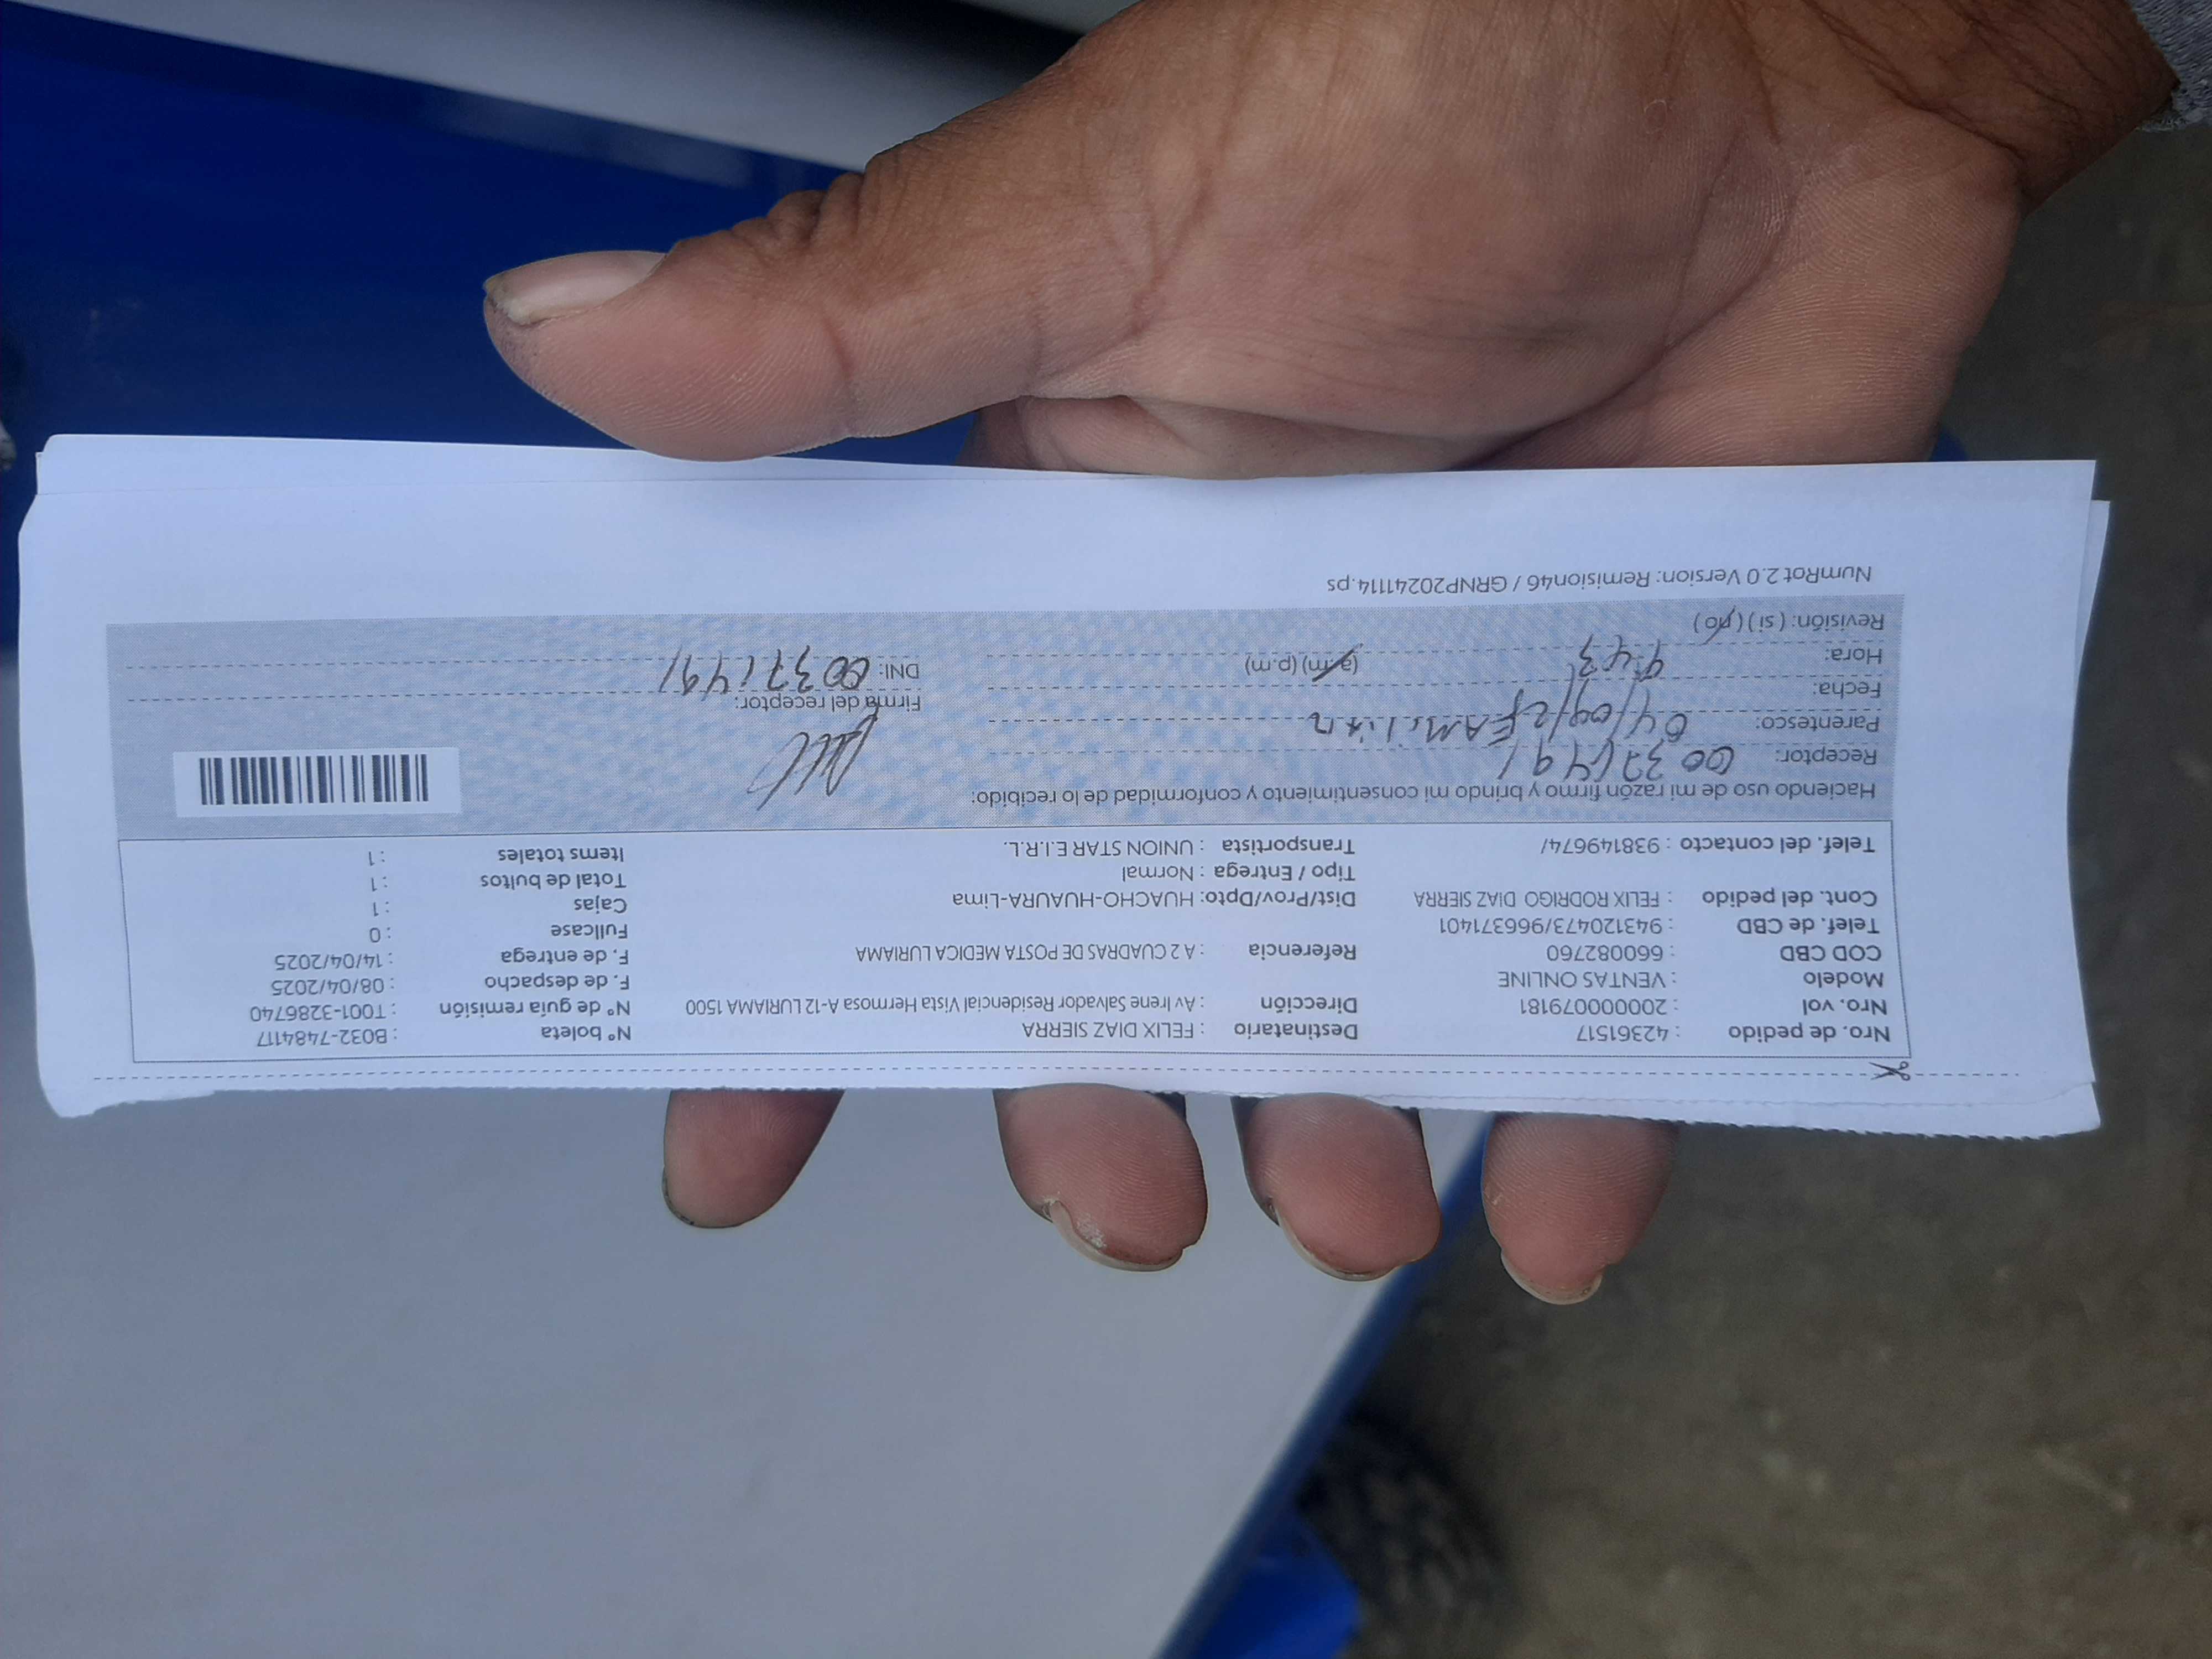 Nro. de pedido : 42361517 Destinatario : FELIX DIAZ SIERRA N° boleta : B032-7484117
Nro. vol : 20000079181 Dirección : Av Irene Salvador Residencial Vista Hermosa A-12 LURIAMA 1500 N° de guía remisión : T001-3286740
Modelo : VENTAS ONLINE F. de despacho : 08/04/2025
COD CBD : 660082760 Referencia : A 2 CUADRAS DE POSTA MEDICA LURIAMA F. de entrega : 14/04/2025
Telef. de CBD : 943120473/966371401 Fullcase : 0
Cont. del pedido : FELIX RODRIGO DIAZ SIERRA Dist/Prov/Dpto: HUACHO-HUAURA-Lima Cajas : 1
Tipo / Entrega : Normal Total de bultos : 1
Telef. del contacto : 938149674/ Transportista : UNION STAR E.I.R.L. Items totales : 1
Haciendo uso de mi razón firmo y brindo mi consentimiento y conformidad de lo recibido:
Receptor:
Parentesco: FAMiliAR
Fecha:
Hora: 9:43 (a.m) (p.m)
Revisión: ( si ) ( no )
Firma del receptor:
DNI:
NumRot 2.0 Version: Remision46 / GRNP20241114.ps